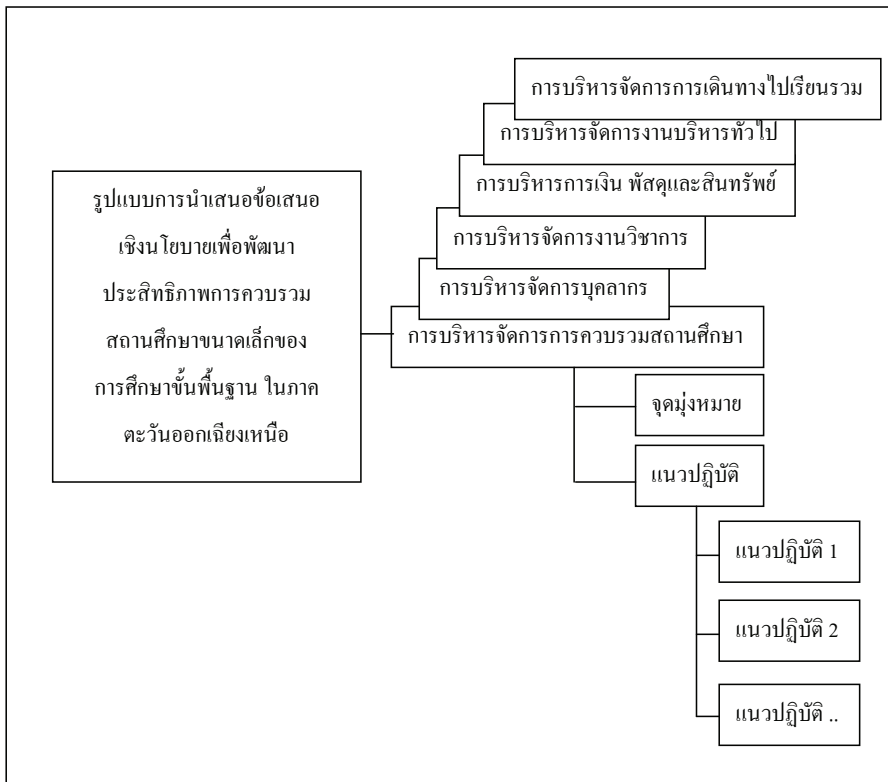 รูปแบบการนำเสนอข้อเสนอ
เชิงนโยบายเพื่อพัฒนา
ประสิทธิภาพการควบรวม
สถานศึกษาขนาดเล็กของ
การศึกษาขั้นพื้นฐาน ในภาค
ตะวันออกเฉียงเหนือ
การบริหารจัดการการเดินทางไปเรียนรวม
การบริหารจัดการงานบริหารทั่วไป
การบริหารการเงิน พัสดุและสินทรัพย์
การบริหารจัดการงานวิชาการ
การบริหารจัดการบุคลากร
การบริหารจัดการการควบรวมสถานศึกษา
จุดมุ่งหมาย
แนวปฏิบัติ
แนวปฏิบัติ 1
แนวปฏิบัติ 2
แนวปฏิบัติ ..